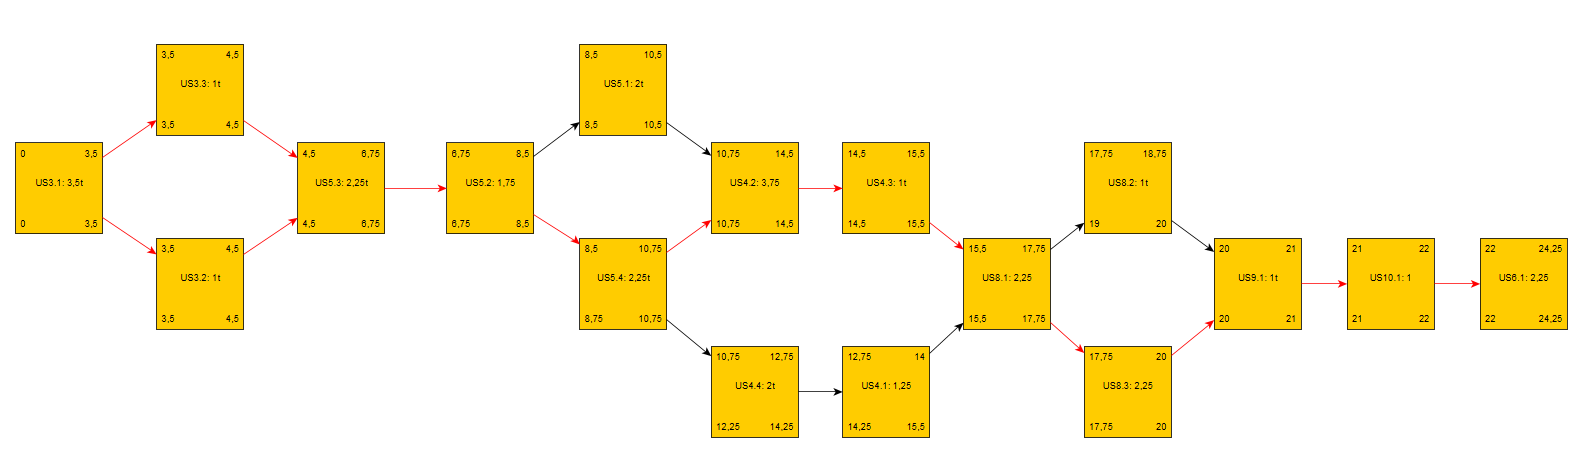 3,5 4,5
US3.3: 1t
3,5 4,5
8,5 10,5
US5.1: 2t
8,5 10,5
0 3,5
US3.1: 3,5t
0 3,5
4,5 6,75
US5.3: 2,25t
4,5 6,75
6,75 8,5
US5.2: 1,75
6,75 8,5
10,75 14,5
US4.2: 3,75
10,75 14,5
14,5 15,5
US4.3: 1t
14,5 15,5
17,75 18,75
US8.2: 1t
19 20
3,5 4,5
US3.2: 1t
3,5 4,5
8,5 10,75
US5.4: 2,25t
8,75 10,75
15,5 17,75
US8.1: 2,25
15,5 17,75
20 21
US9.1: 1t
20 21
21 22
US10.1: 1
21 22
22 24,25
US6.1: 2,25
22 24,25
10,75 12,75
US4.4: 2t
12,25 14,25
12,75 14
US4.1: 1,25
14,25 15,5
17,75 20
US8.3: 2,25
17,75 20